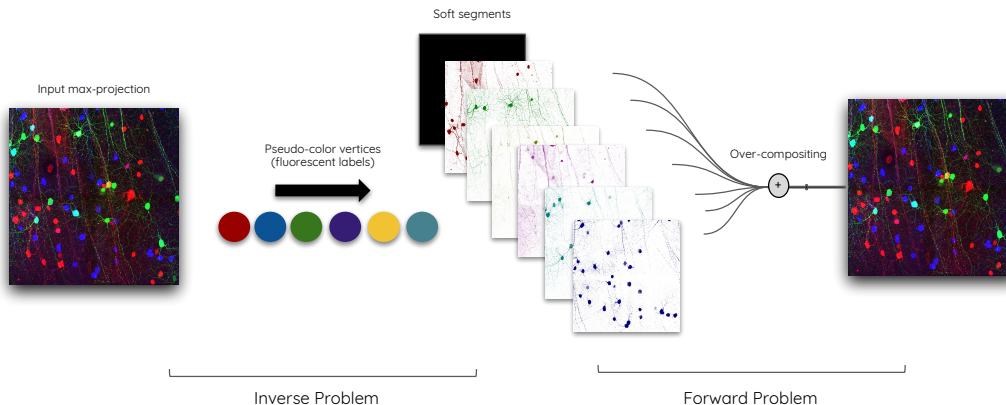 Soft segments
Input max-projection
Pseudo-color vertices
(fluorescent labels)
Over-compositing
+
Inverse Problem
Forward Problem